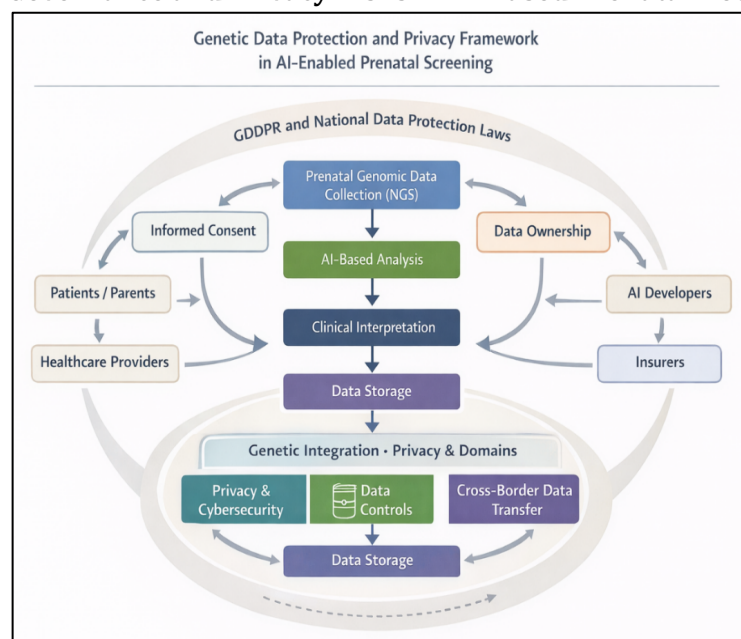 Genetic Data Protection and Privacy Framework
in AI-Enabled Prenatal Screening
GDDPR and National Data Protection Laws
Prenatal Genomic Data
Collection (NGS)
Informed Consent
Data Ownership
AI-Based Analysis
Patients / Parents
AI Developers
Clinical Interpretation
Healthcare Providers
Insurers
Data Storage
Genetic Integration • Privacy & Domains
Privacy &
Cybersecurity
Data
Controls
Cross-Border Data
Transfer
Data Storage